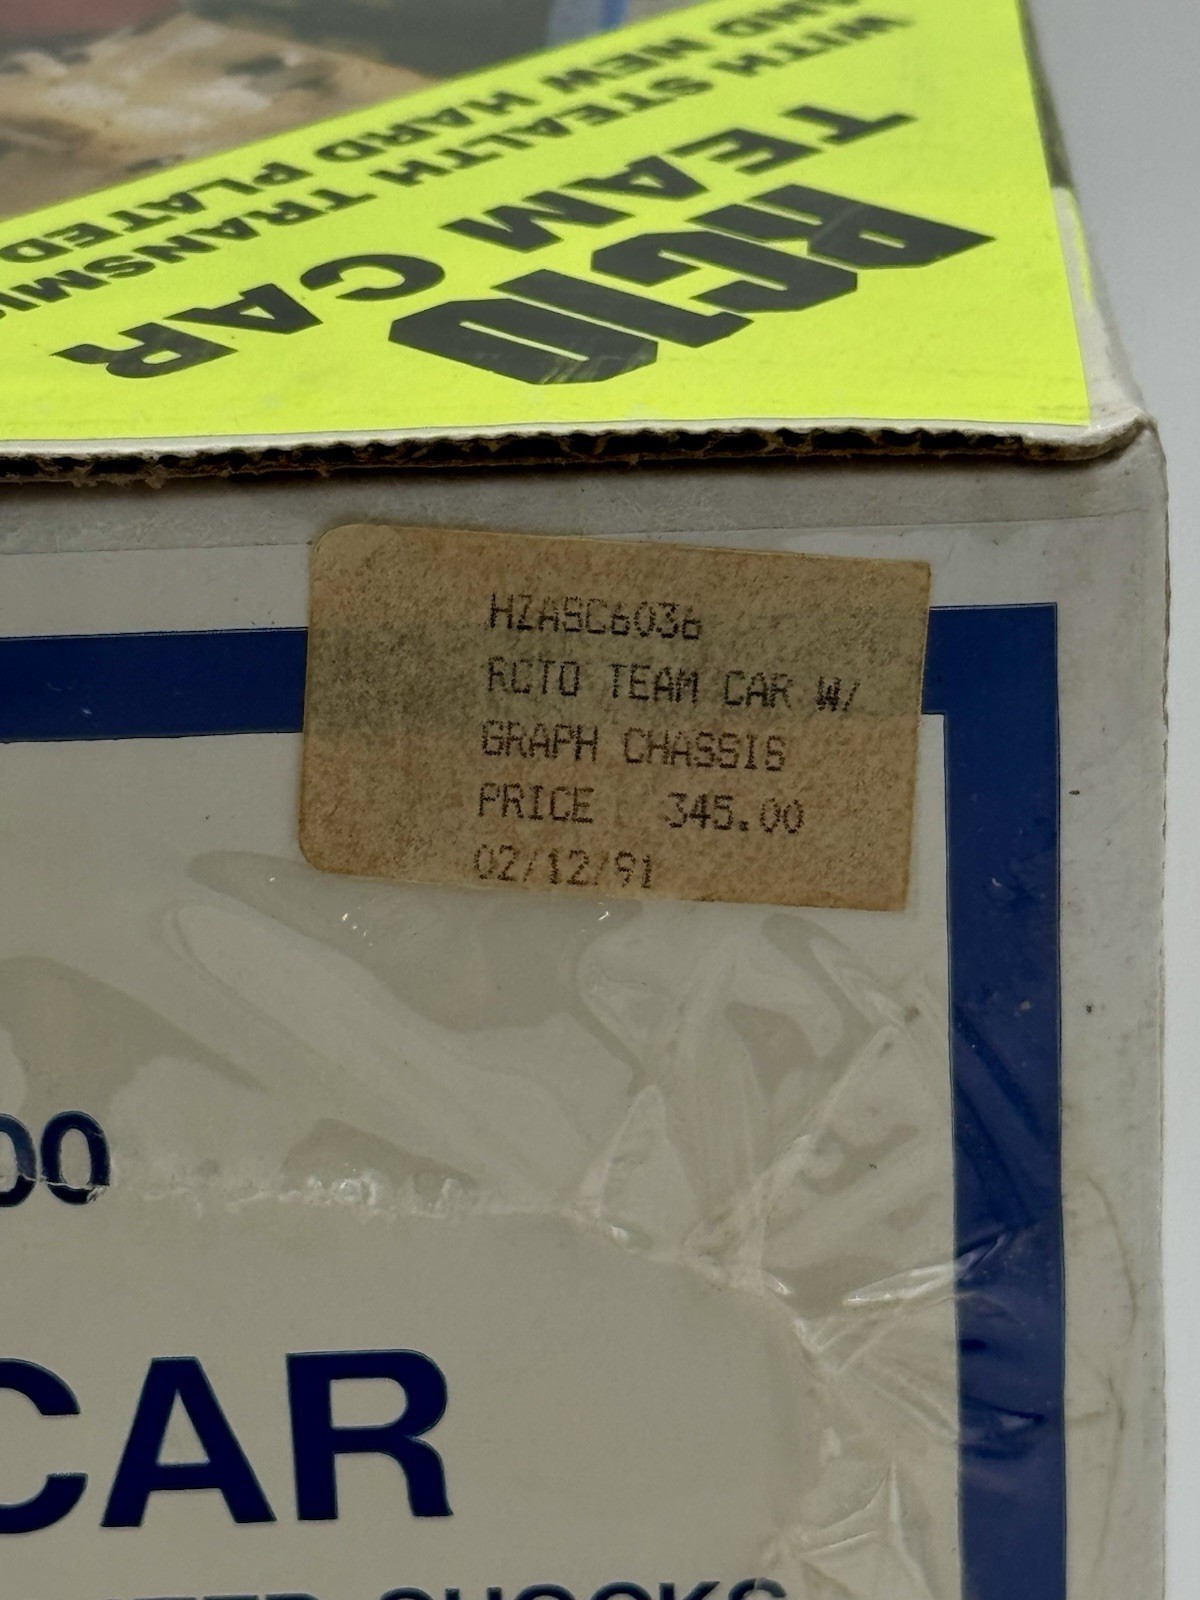 RC10
TEAM CAR
WITH STEALTH TRANSMI
AND NEW HARD PLATED
HZASC6036
RC10 TEAM CAR W/
GRAPH CHASSIS
PRICE 345.00
02/12/91
00
CAR
SHOCKS